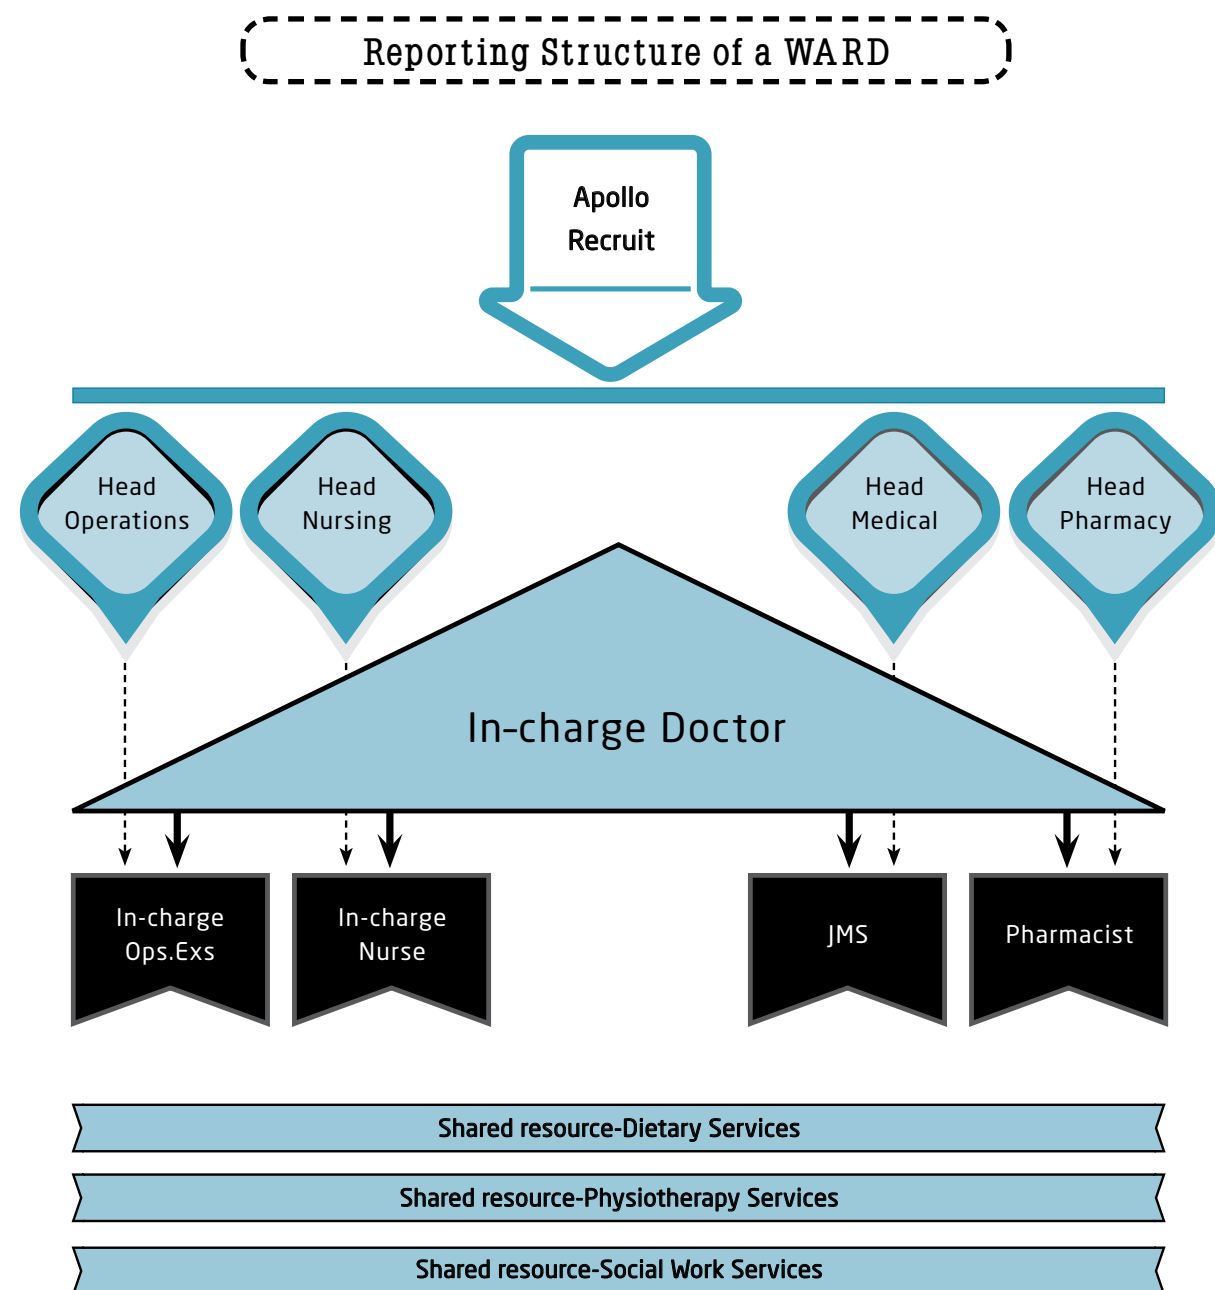 Reporting Structure of a WARD
Apollo
Recruit
Head
Operations
Head
Nursing
Head
Medical
Head
Pharmacy
In-charge Doctor
In-charge
Ops.Exs
In-charge
Nurse
JMS
Pharmacist
Shared resource-Dietary Services
Shared resource-Physiotherapy Services
Shared resource-Social Work Services